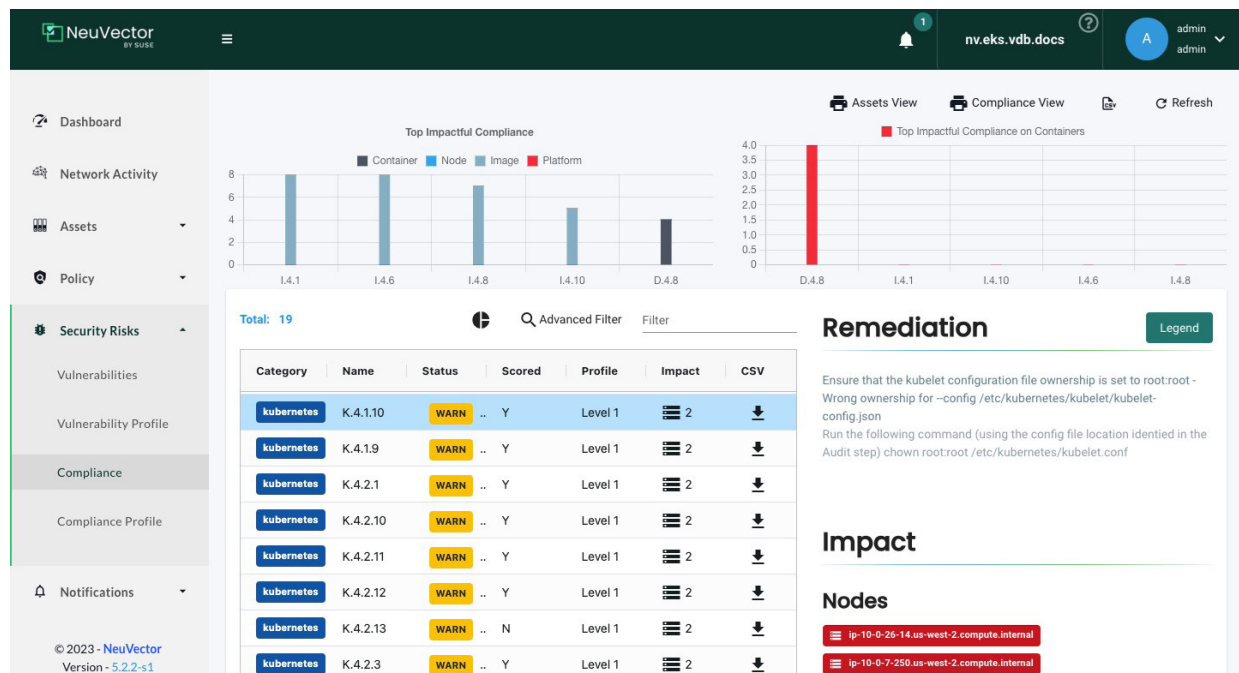 NeuVector
BY SUSE
1
nv.eks.vdb.docs
?
A
admin
admin
Dashboard
Network Activity
Assets
Policy
Security Risks
Vulnerabilities
Vulnerability Profile
Compliance
Compliance Profile
Notifications
© 2023 - NeuVector
Version - 5.2.2-s1
Assets View
Compliance View
CSV
Refresh
Top Impactful Compliance
Container Node Image Platform
8
6
4
2
0
I.4.1 I.4.6 I.4.8 I.4.10 D.4.8
Top Impactful Compliance on Containers
4.0
3.5
3.0
2.5
2.0
1.5
1.0
0.5
0
D.4.8 I.4.1 I.4.10 I.4.6 I.4.8
Total: 19
Advanced Filter
Filter
Category Name Status Scored Profile Impact CSV
kubernetes K.4.1.10 WARN .. Y Level 1 2
kubernetes K.4.1.9 WARN .. Y Level 1 2
kubernetes K.4.2.1 WARN .. Y Level 1 2
kubernetes K.4.2.10 WARN .. Y Level 1 2
kubernetes K.4.2.11 WARN .. Y Level 1 2
kubernetes K.4.2.12 WARN .. Y Level 1 2
kubernetes K.4.2.13 WARN .. N Level 1 2
kubernetes K.4.2.3 WARN .. Y Level 1 2
Remediation
Legend
Ensure that the kubelet configuration file ownership is set to root:root -
Wrong ownership for --config /etc/kubernetes/kubelet/kubelet-
config.json
Run the following command (using the config file location identied in the
Audit step) chown root:root /etc/kubernetes/kubelet.conf
Impact
Nodes
ip-10-0-26-14.us-west-2.compute.internal
ip-10-0-7-250.us-west-2.compute.internal